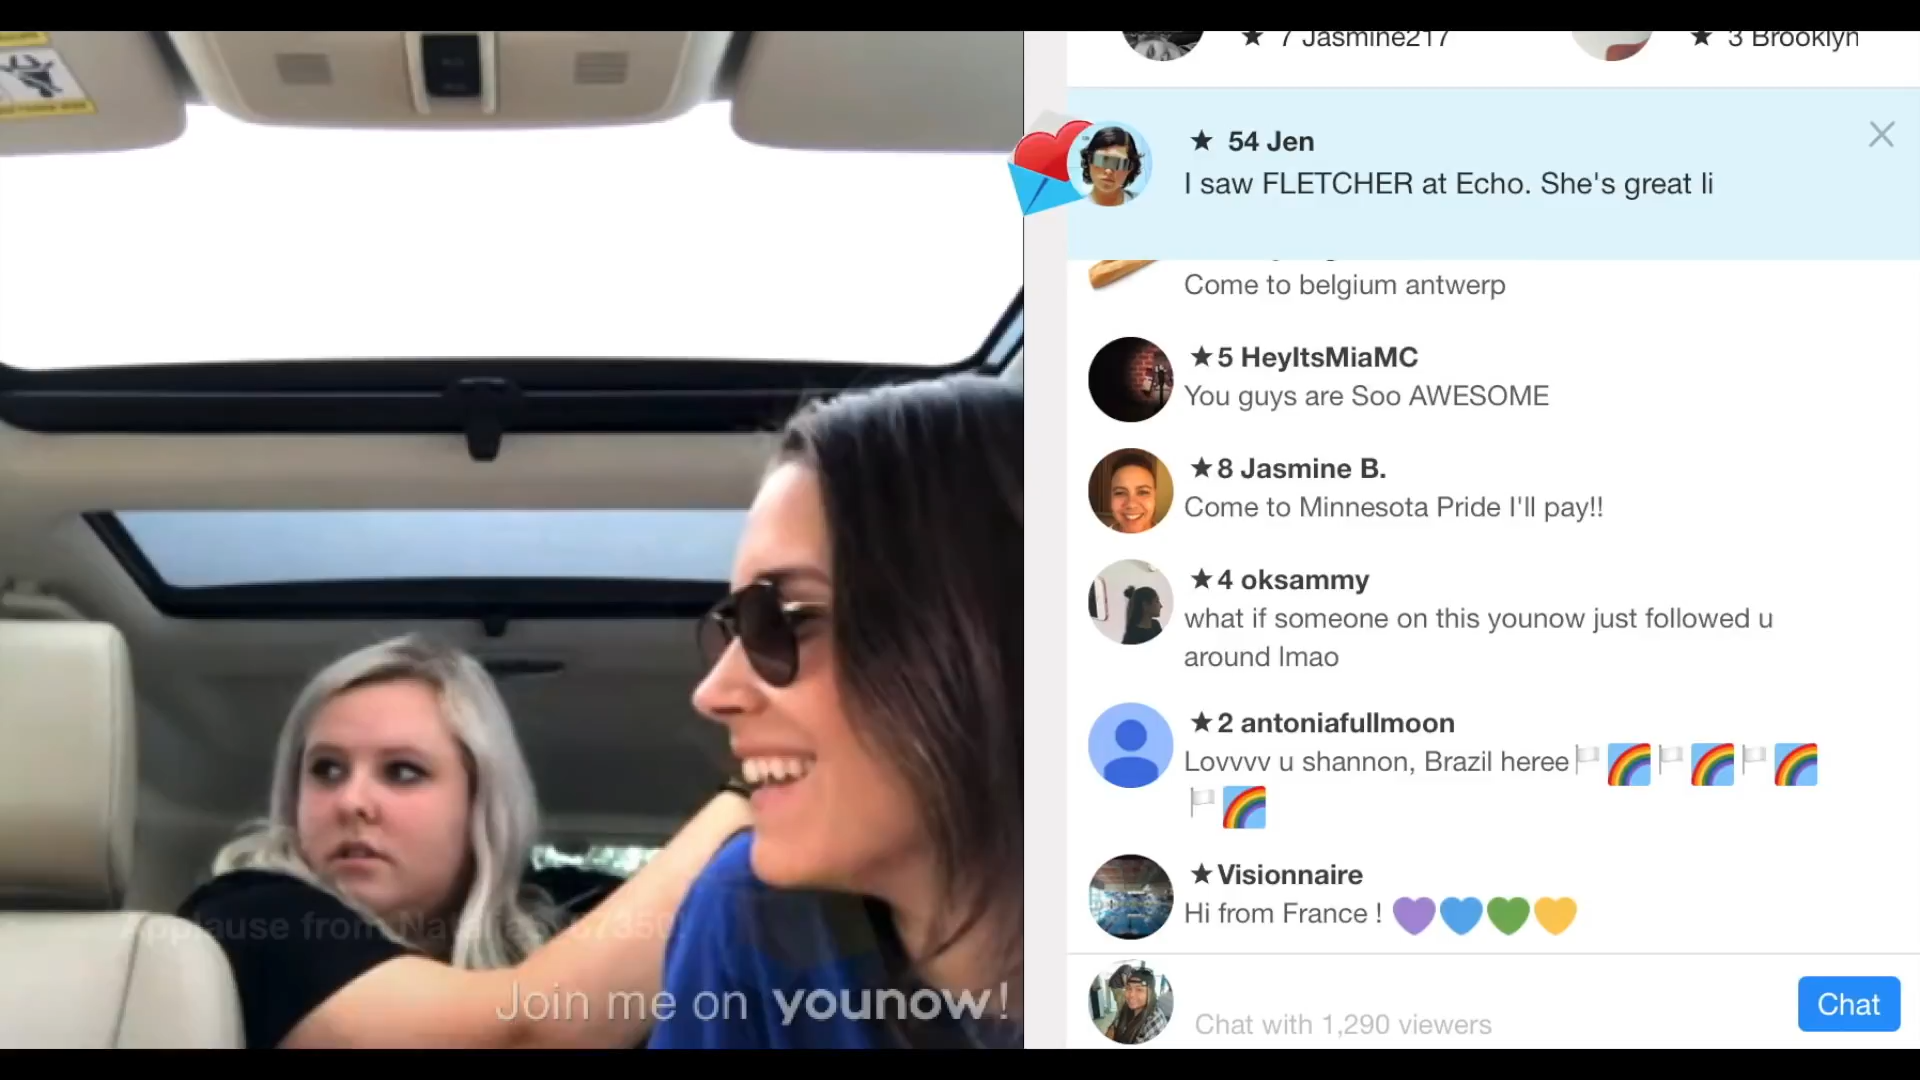 ★ 7 Jasmine217
★ 3 Brooklyn
★ 54 Jen
I saw FLETCHER at Echo. She's great li
Come to belgium antwerp
★5 HeyItsMiaMC
You guys are Soo AWESOME
★8 Jasmine B.
Come to Minnesota Pride I'll pay!!
★4 oksammy
what if someone on this younow just followed u
around lmao
★2 antoniafullmoon
Lovvvv u shannon, Brazil heree🏳🌈🏳🌈🏳🌈
🏳🌈
★Visionnaire
Hi from France ! 💜💙💚💛
Applause from
Join me on younow!
Chat with 1,290 viewers
Chat